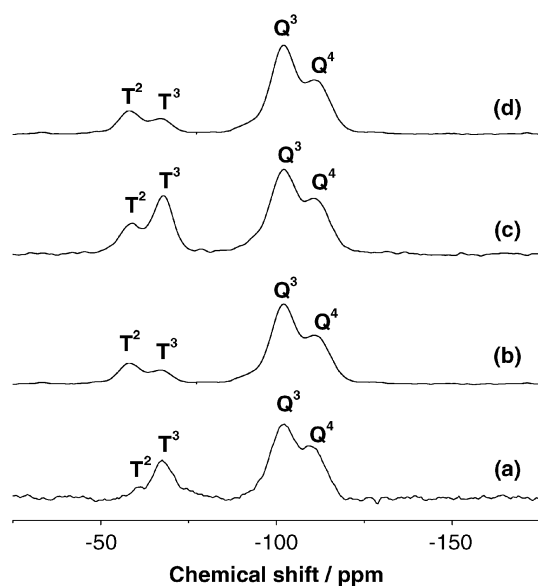 Q³
Q⁴
T²
T³
(d)
Q³
Q⁴
T²
T³
(c)
Q³
Q⁴
T²
T³
(b)
Q³
Q⁴
T²
T³
(a)
-50 -100 -150
Chemical shift / ppm